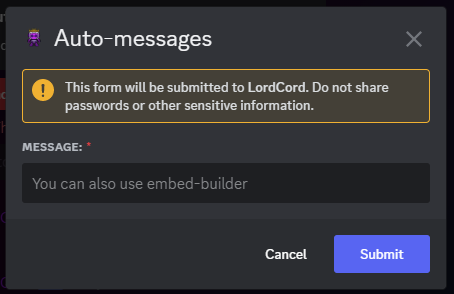 Auto-messages
This form will be submitted to LordCord. Do not share
passwords or other sensitive information.
MESSAGE: *
You can also use embed-builder
Cancel
Submit